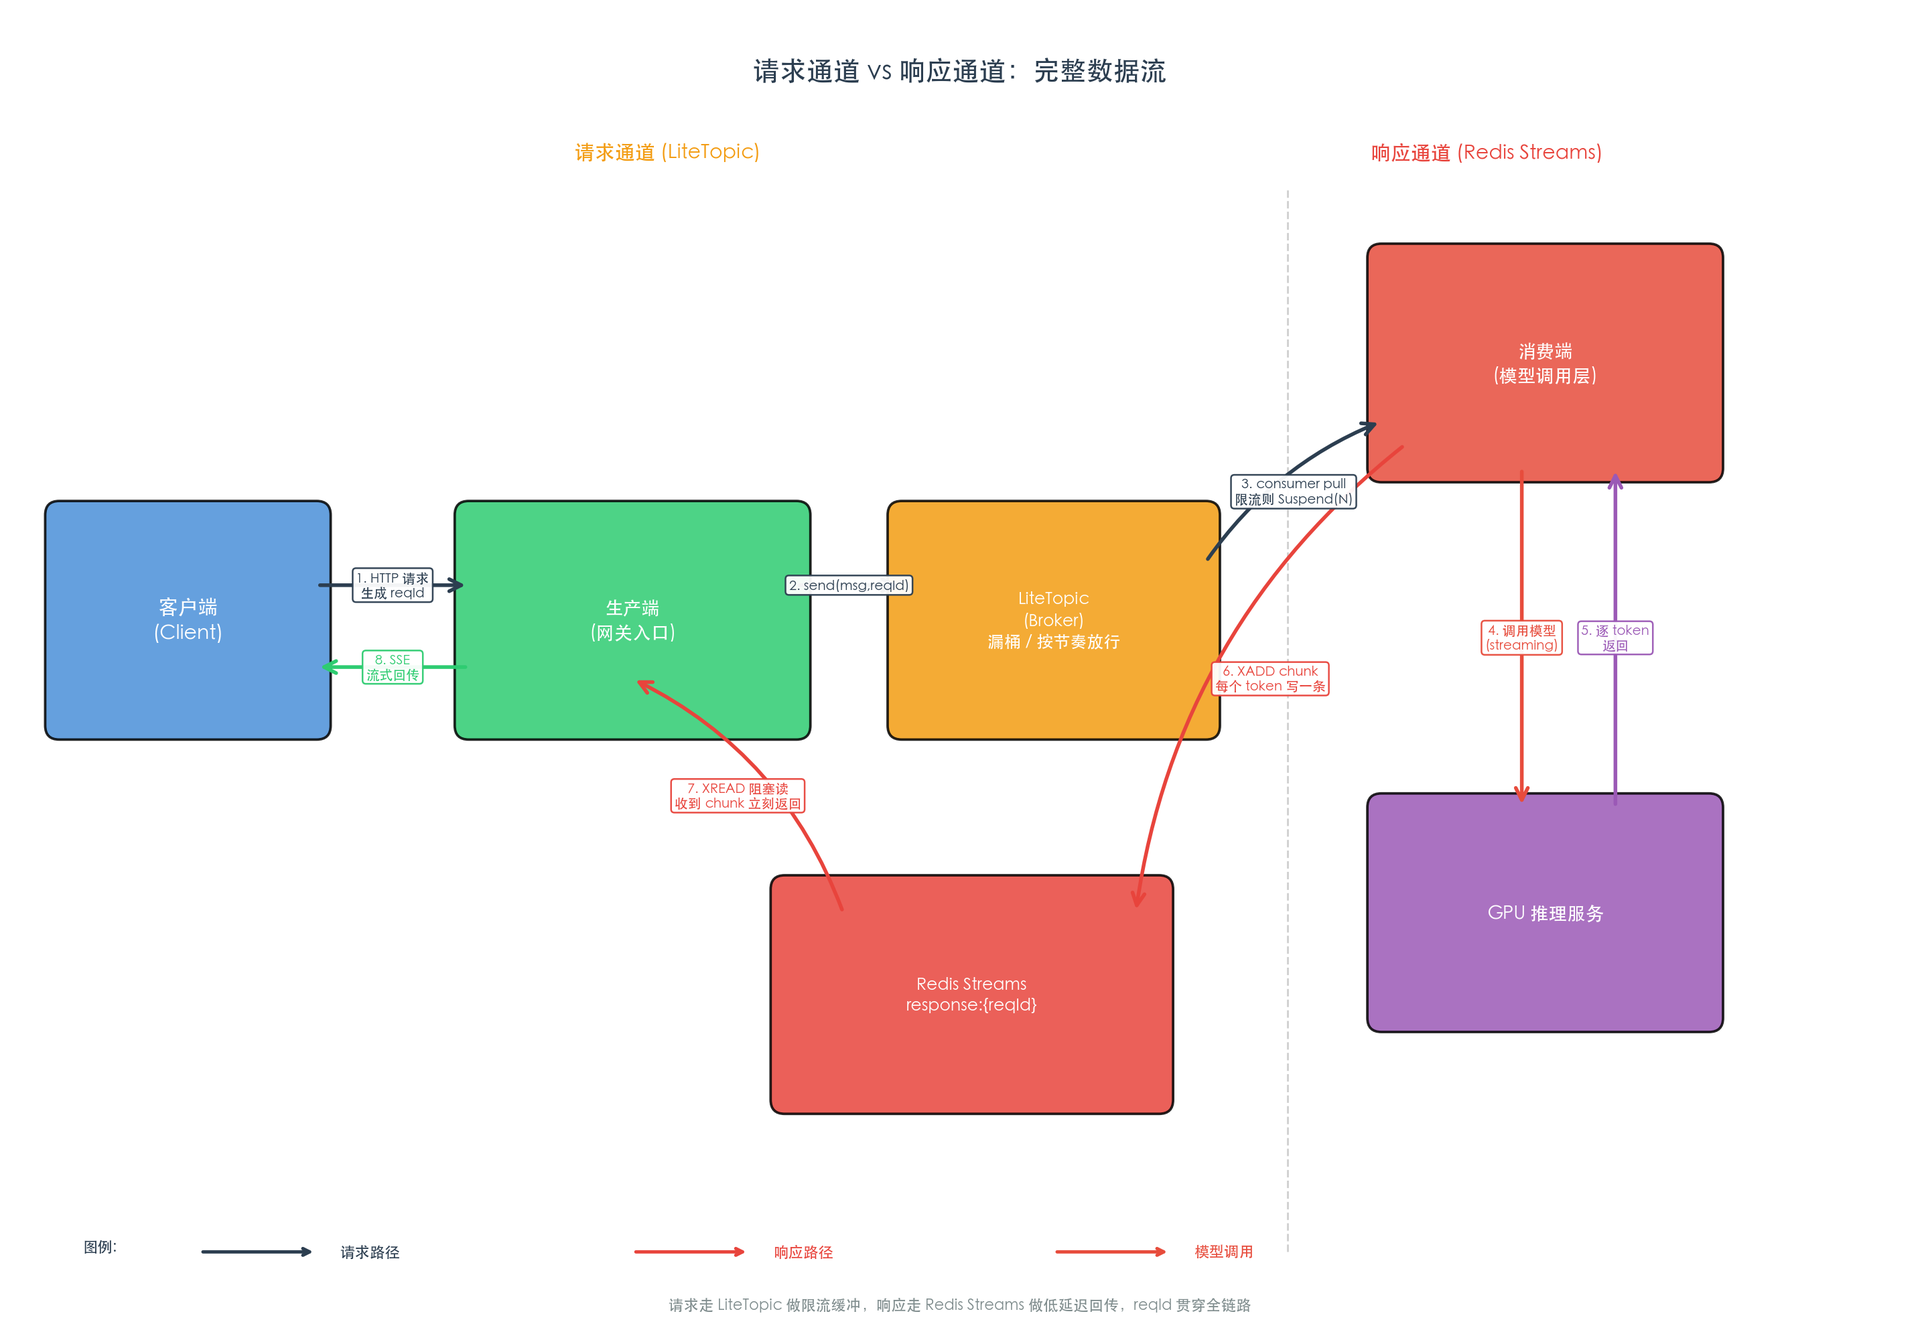 请求通道 vs 响应通道：完整数据流
请求通道 (LiteTopic)
响应通道 (Redis Streams)
消费端
(模型调用层)
3. consumer pull
限流则 Suspend(N)
1. HTTP 请求
生成 reqId
2. send(msg,reqId)
客户端
(Client)
生产端
(网关入口)
LiteTopic
(Broker)
漏桶 / 按节奏放行
4. 调用模型
(streaming)
5. 逐 token
返回
8. SSE
流式回传
6. XADD chunk
每个 token 写一条
7. XREAD 阻塞读
收到 chunk 立刻返回
GPU 推理服务
Redis Streams
response:{reqId}
图例:
请求路径
响应路径
模型调用
请求走 LiteTopic 做限流缓冲，响应走 Redis Streams 做低延迟回传，reqId 贯穿全链路